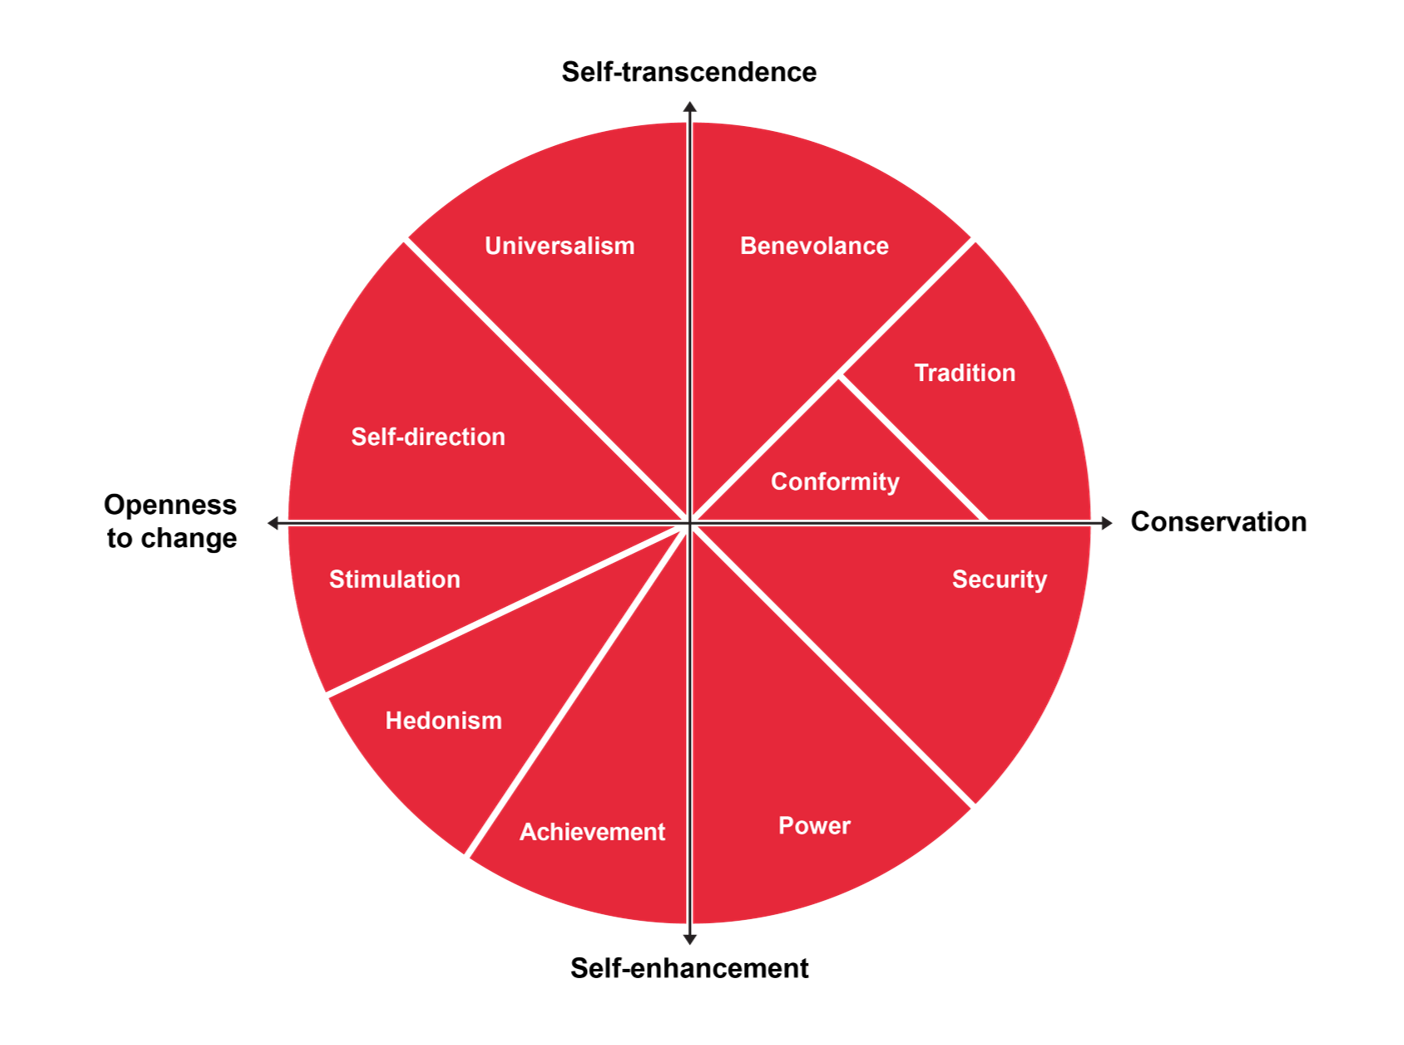 Self-transcendence
Universalism
Benevolance
Tradition
Self-direction
Conformity
Openness
to change
Conservation
Stimulation
Security
Hedonism
Achievement
Power
Self-enhancement